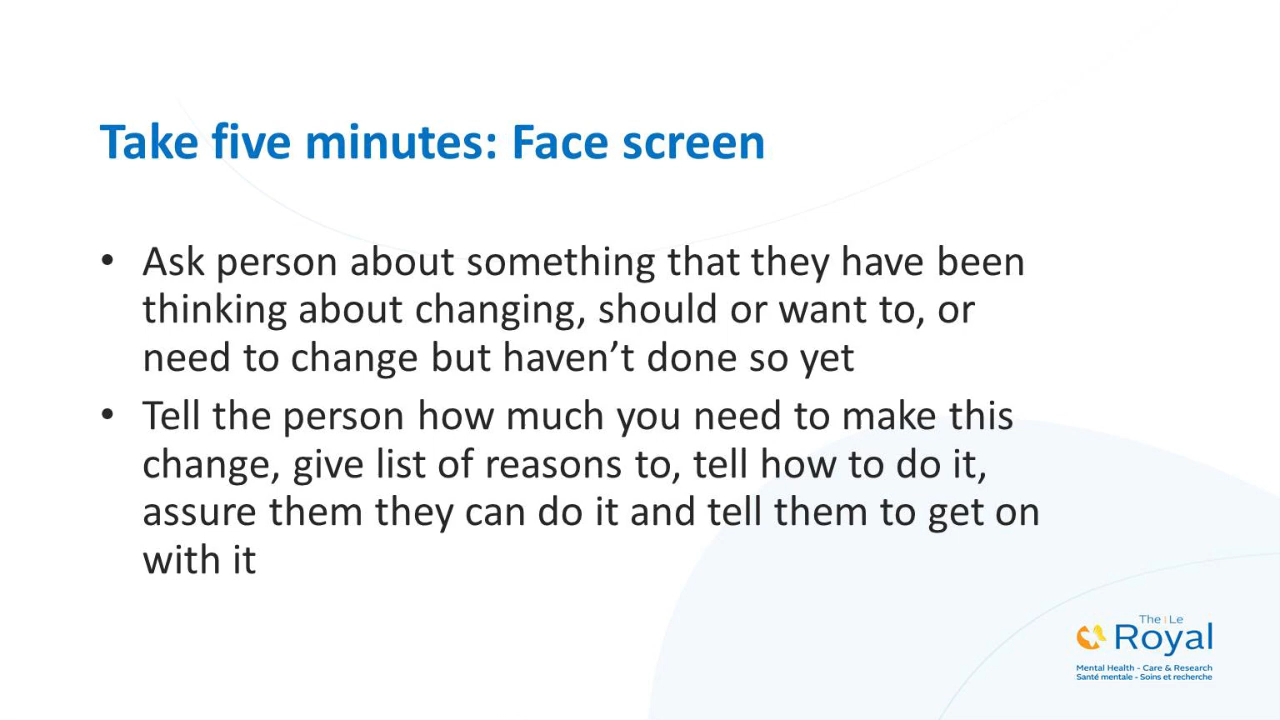 Take five minutes: Face screen
• Ask person about something that they have been
thinking about changing, should or want to, or
need to change but haven’t done so yet
• Tell the person how much you need to make this
change, give list of reasons to, tell how to do it,
assure them they can do it and tell them to get on
with it
The | Le
Royal
Mental Health - Care & Research
Santé mentale - Soins et recherche